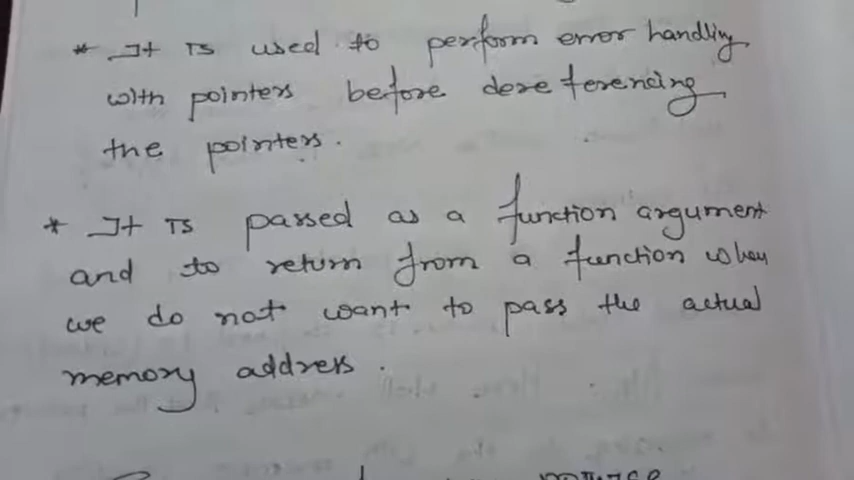 * It is used to perform error handling
with pointers before dereferencing
the pointers.
* It is passed as a function argument
and to return from a function when
we do not want to pass the actual
memory address.